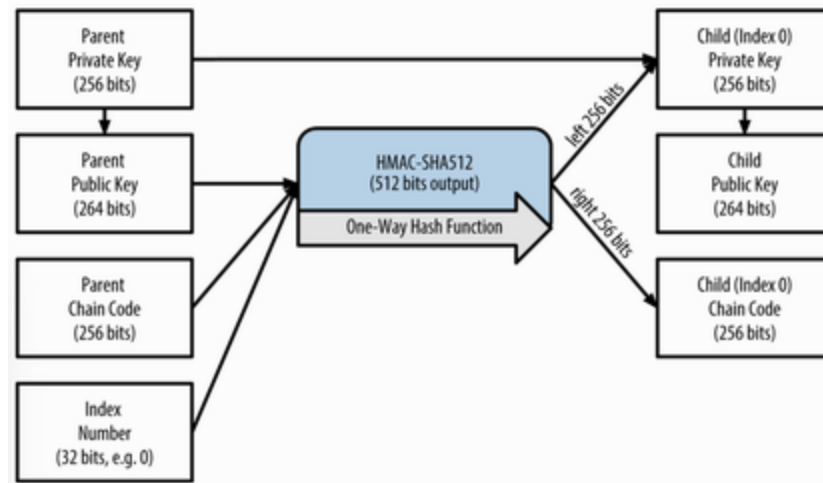 Parent
Private Key
(256 bits)
Parent
Public Key
(264 bits)
Parent
Chain Code
(256 bits)
Index
Number
(32 bits, e.g. 0)
HMAC-SHA512
(512 bits output)
One-Way Hash Function
left 256 bits
right 256 bits
Child (Index 0)
Private Key
(256 bits)
Child
Public Key
(264 bits)
Child (Index 0)
Chain Code
(256 bits)